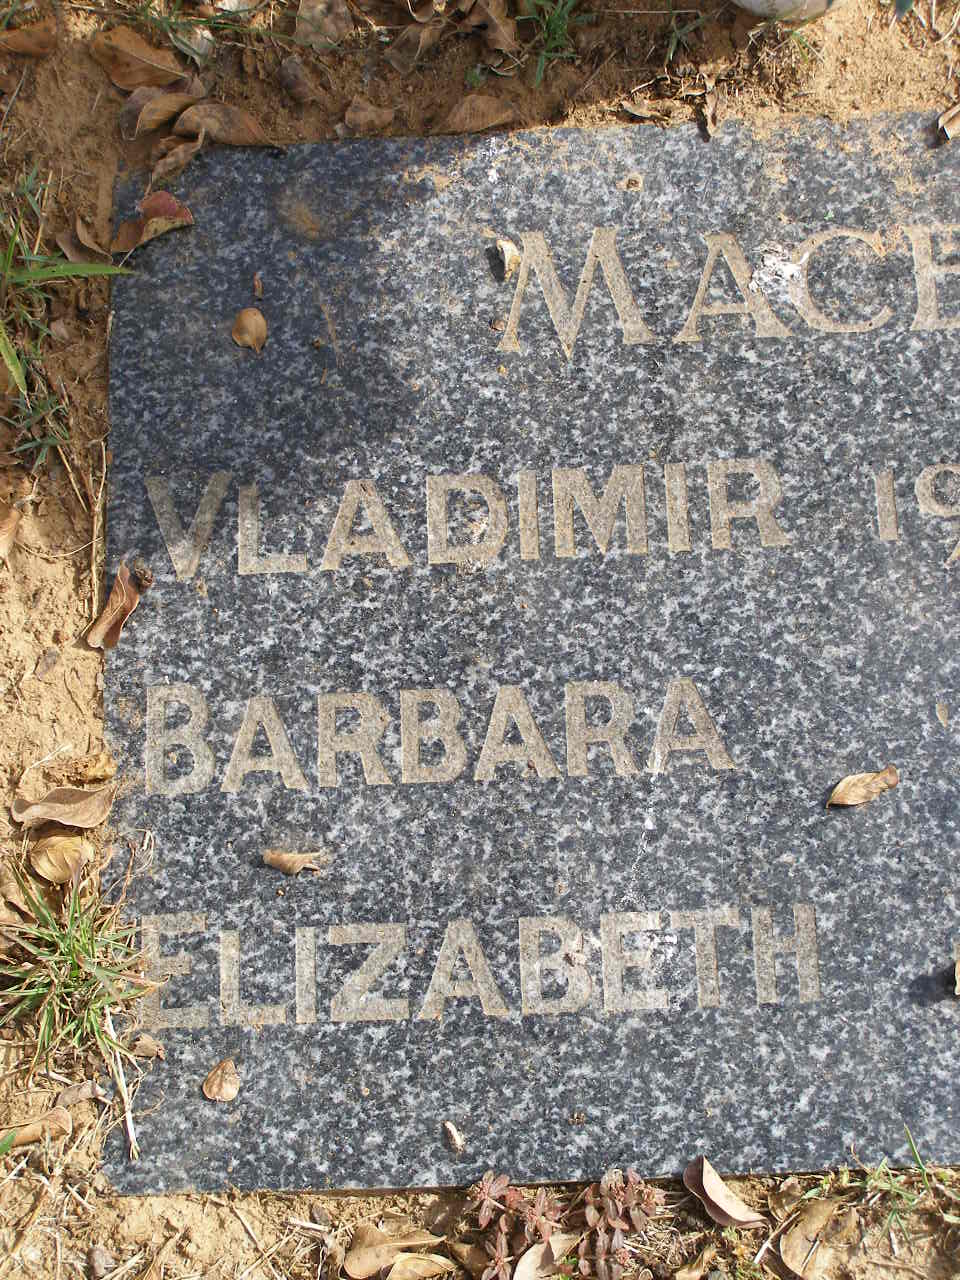 MACE
VLADIMIR 19
BARBARA
ELIZABETH